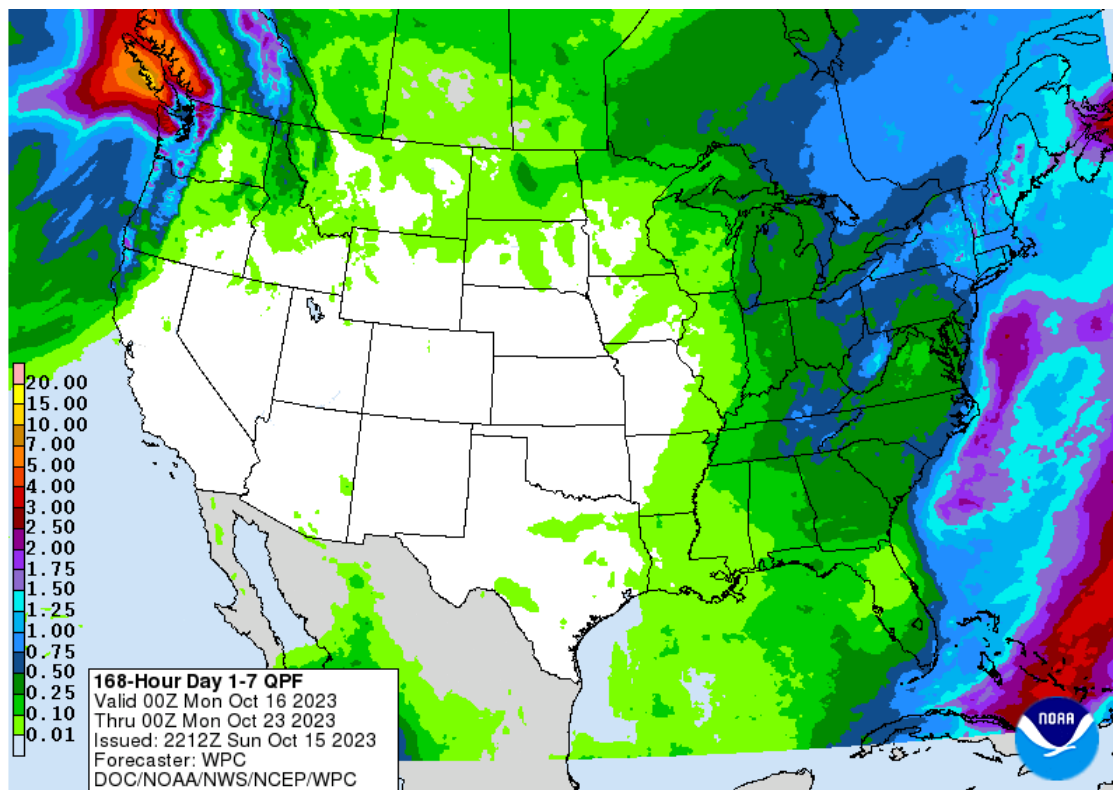 20.00
15.00
10.00
7.00
5.00
4.00
3.00
2.50
2.00
1.75
1.50
1.25
1.00
0.75
0.50
0.25
0.10
0.01
168-Hour Day 1-7 QPF
Valid 00Z Mon Oct 16 2023
Thru 00Z Mon Oct 23 2023
Issued: 2212Z Sun Oct 15 2023
Forecaster: WPC
DOC/NOAA/NWS/NCEP/WPC
NOAA